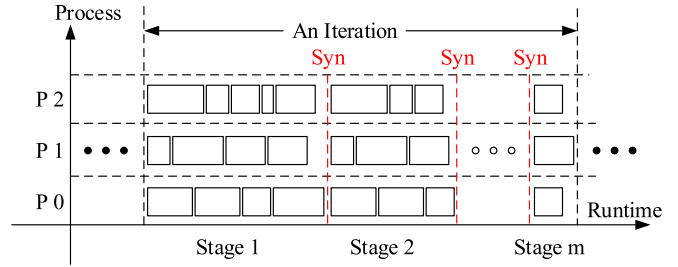 Process
An Iteration
Syn
Syn
Syn
P 2
P 1
P 0
Runtime
Stage 1
Stage 2
Stage m